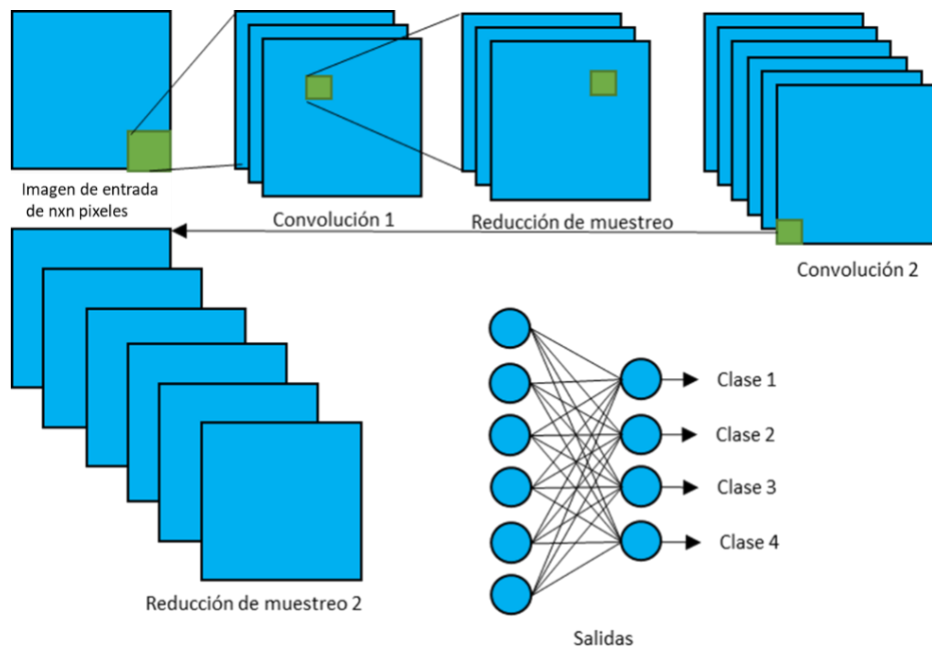 Imagen de entrada
de nxn pixeles
Convolución 1
Reducción de muestreo
Convolución 2
Reducción de muestreo 2
Clase 1
Clase 2
Clase 3
Clase 4
Salidas